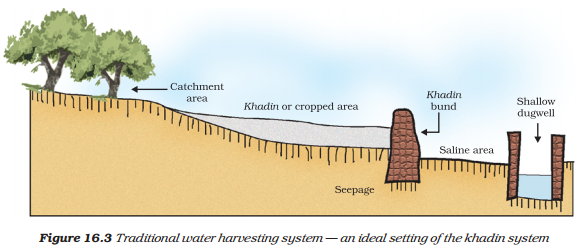 Catchment
area
Khadin or cropped area
Khadin
bund
Shallow
dugwell
Saline area
Seepage
Figure 16.3 Traditional water harvesting system — an ideal setting of the khadin system